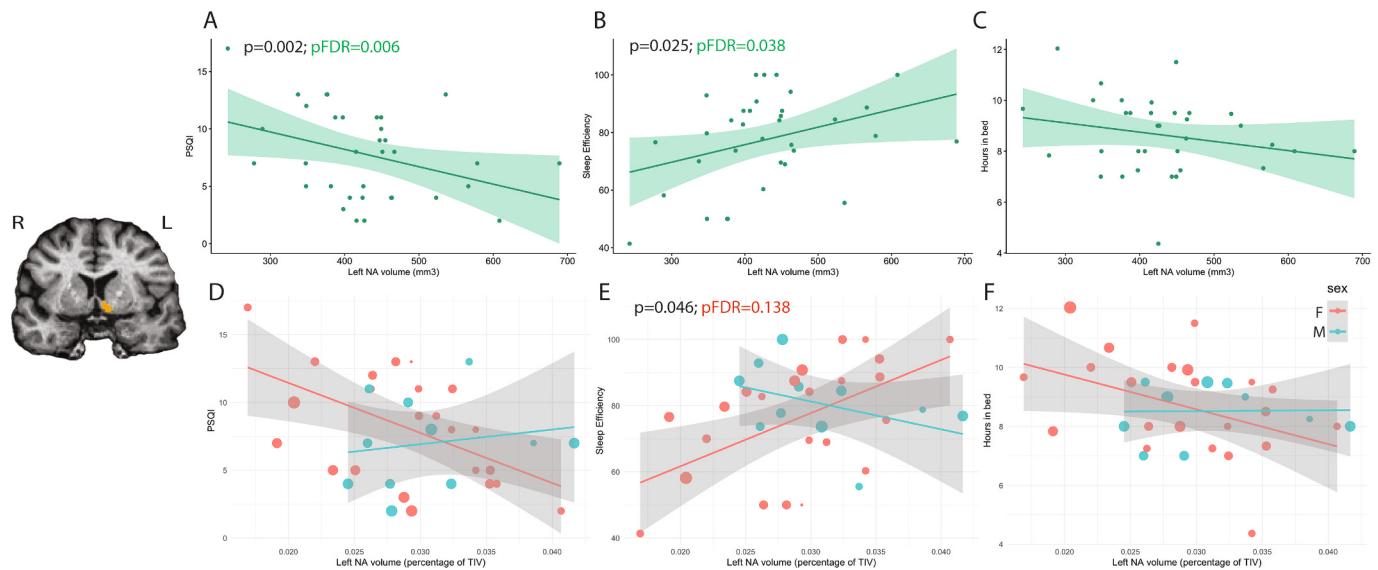 A
p=0.002; pFDR=0.006
15
10
5
0
PSQI
300
400
500
600
700
Left NA volume (mm3)
B
p=0.025; pFDR=0.038
100
80
60
40
Sleep Efficiency
300
400
500
600
700
Left NA volume (mm3)
C
12
10
8
6
4
Hours in bed
300
400
500
600
700
Left NA volume (mm3)
R
L
D
15
10
5
0
PSQI
0.020
0.025
0.030
0.035
0.040
Left NA volume (percentage of TIV)
E
p=0.046; pFDR=0.138
100
80
60
40
Sleep Efficiency
0.020
0.025
0.030
0.035
0.040
Left NA volume (percentage of TIV)
F
sex
F
M
12
10
8
6
4
Hours in bed
0.020
0.025
0.030
0.035
0.040
Left NA volume (percentage of TIV)